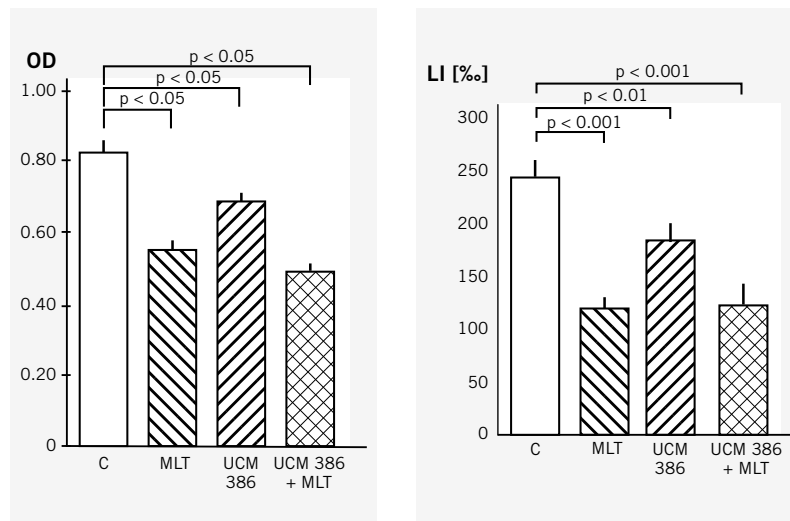 OD
p < 0.05
p < 0.05
p < 0.05
1.00
0.80
0.60
0.40
0.20
0
C
MLT
UCM
386
UCM 386
+ MLT
LI [‰]
p < 0.001
p < 0.01
p < 0.001
300
250
200
150
100
50
0
C
MLT
UCM
386
UCM 386
+ MLT